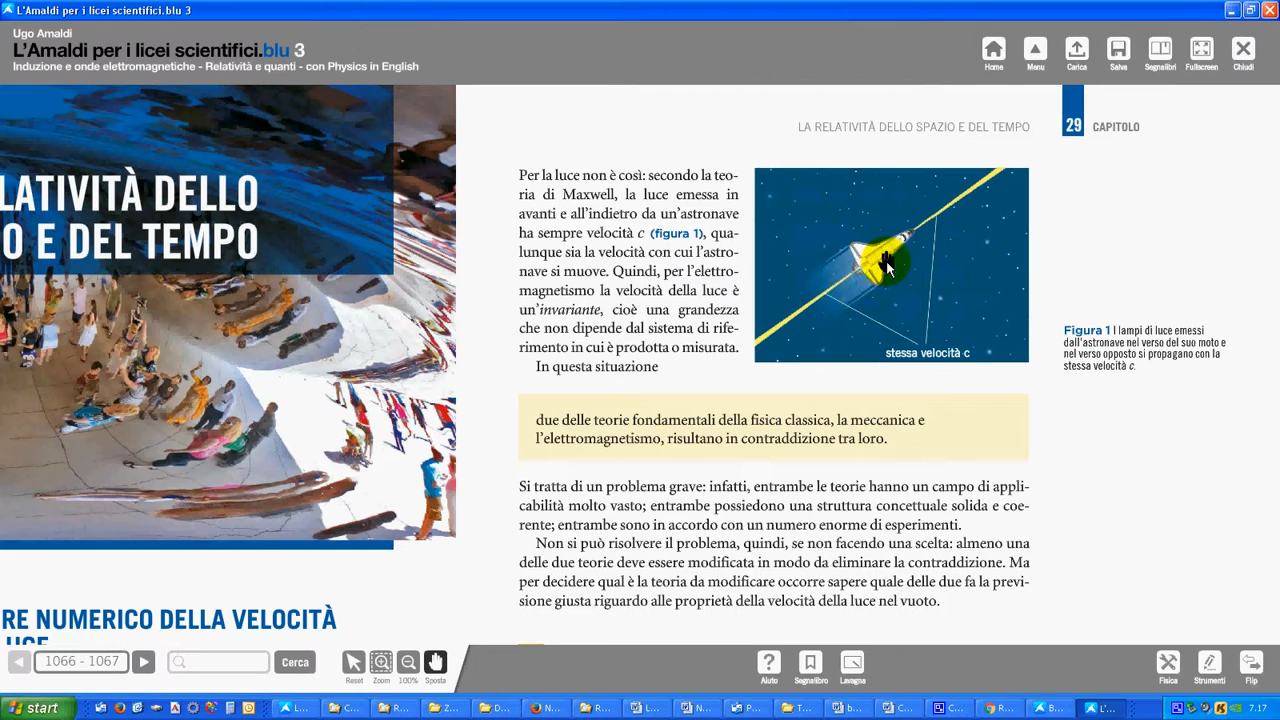 L'Amaldi per i licei scientifici.blu 3
Ugo Amaldi
L'Amaldi per i licei scientifici.blu 3
Induzione e onde elettromagnetiche - Relatività e quanti - con Physics in English
Home
Menu
Carica
Salva
Segnalibri
Fullscreen
Chiudi
LATIVITÀ DELLO
O E DEL TEMPO
RE NUMERICO DELLA VELOCITÀ
LUCE
LA RELATIVITÀ DELLO SPAZIO E DEL TEMPO
29 CAPITOLO
Per la luce non è così: secondo la teo-
ria di Maxwell, la luce emessa in
avanti e all'indietro da un'astronave
ha sempre velocità c (figura 1), qua-
lunque sia la velocità con cui l'astro-
nave si muove. Quindi, per l'elettro-
magnetismo la velocità della luce è
un'invariante, cioè una grandezza
che non dipende dal sistema di rife-
rimento in cui è prodotta o misurata.
In questa situazione
stessa velocità c
Figura 1 I lampi di luce emessi
dall'astronave nel verso del suo moto e
nel verso opposto si propagano con la
stessa velocità c.
due delle teorie fondamentali della fisica classica, la meccanica e
l'elettromagnetismo, risultano in contraddizione tra loro.
Si tratta di un problema grave: infatti, entrambe le teorie hanno un campo di appli-
cabilità molto vasto; entrambe possiedono una struttura concettuale solida e coe-
rente; entrambe sono in accordo con un numero enorme di esperimenti.
Non si può risolvere il problema, quindi, se non facendo una scelta: almeno una
delle due teorie deve essere modificata in modo da eliminare la contraddizione. Ma
per decidere qual è la teoria da modificare occorre sapere quale delle due fa la previ-
sione giusta riguardo alle proprietà della velocità della luce nel vuoto.
1066 - 1067
Cerca
Reset
Zoom
100%
Sposta
Aiuto
Segnalibro
Lavagna
Fisica
Strumenti
Flip
start
L...
C...
R...
Z...
D...
N...
R...
L...
N...
P...
T...
b...
C...
C...
R...
B...
L'...
7.17